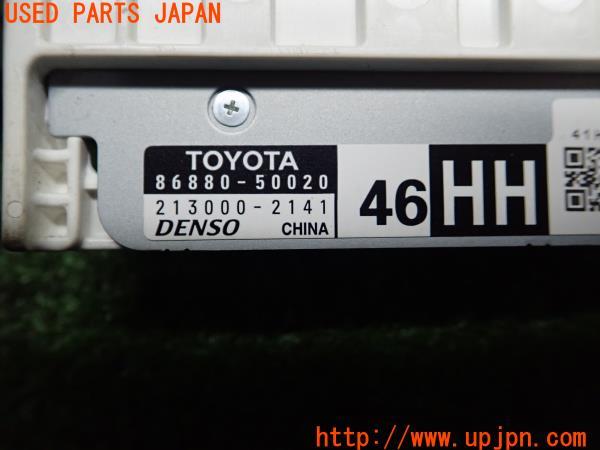 USED PARTS JAPAN
TOYOTA
86880-50020
213000-2141
DENSO CHINA
46 HH
http://www.upjpn.com/